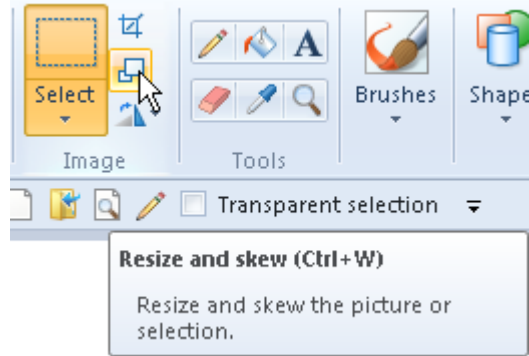 Select
Brushes
Shape
Image
Tools
Transparent selection
Resize and skew (Ctrl+W)
Resize and skew the picture or
selection.